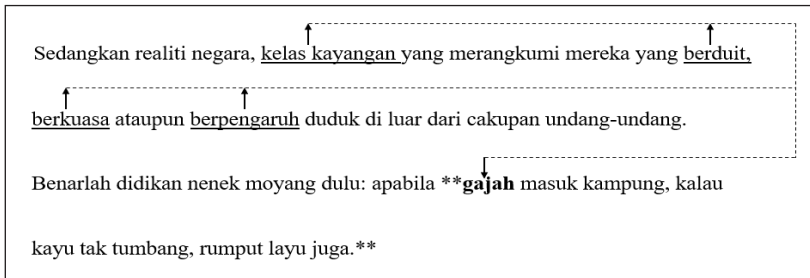 Sedangkan realiti negara, kelas kayangan yang merangkumi mereka yang berduit,
berkuasa ataupun berpengaruh duduk di luar dari cakupan undang-undang.
Benarlah didikan nenek moyang dulu: apabila **gajah masuk kampung, kalau
kayu tak tumbang, rumput layu juga.**